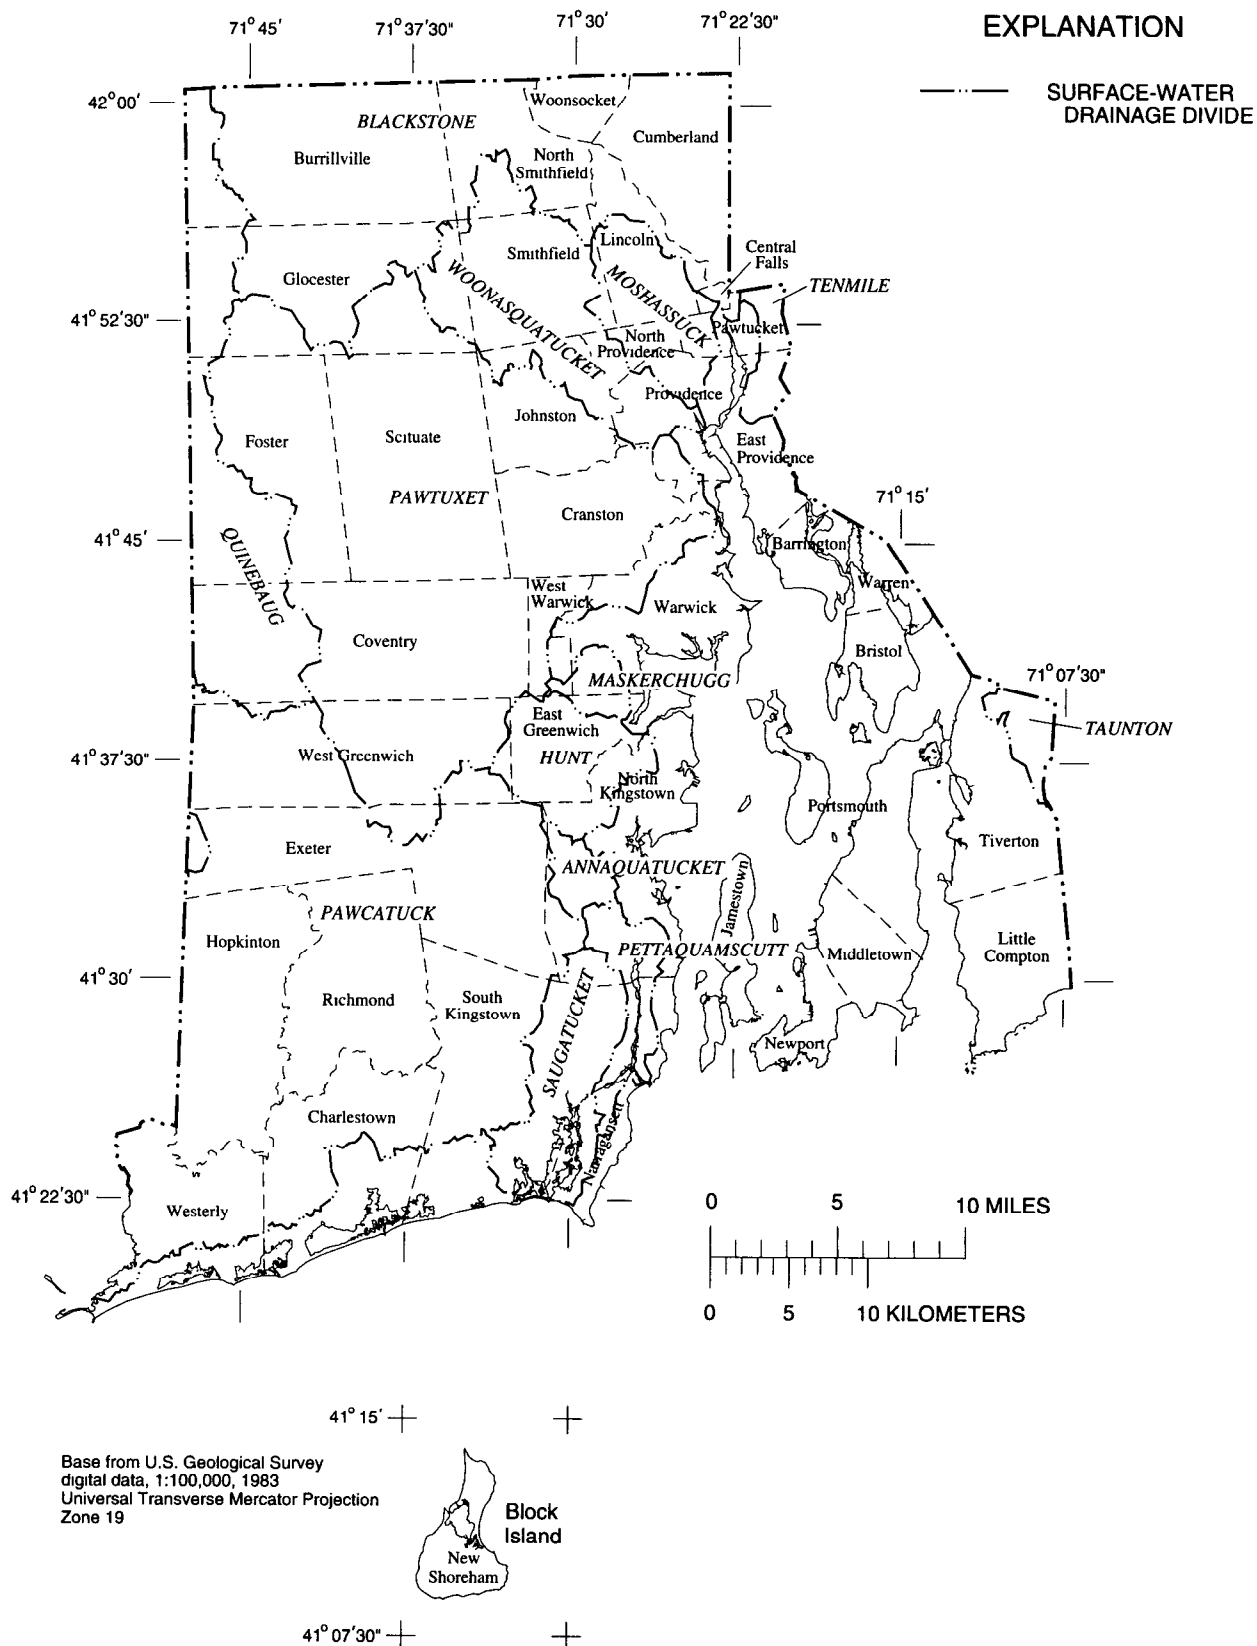 EXPLANATION
SURFACE-WATER
DRAINAGE DIVIDE
71° 45'
71° 37'30"
71° 30'
71° 22'30"
42° 00'
Woonsocket
BLACKSTONE
Cumberland
Burrillville
North
Smithfield
Lincoln
Smithfield
Central
Falls
Glocester
WOONASQUATUCKET
MOSHASSUCK
TENMILE
41° 52'30"
Pawtucket
North
Providence
Providence
Johnston
Foster
Scituate
East
Providence
PAWTUXET
71° 15'
Cranston
41° 45'
QUINEBAUG
Barrington
West
Warwick
Warren
Warwick
Coventry
Bristol
MASKERCHUGG
71° 07'30"
East
Greenwich
TAUNTON
West Greenwich
HUNT
41° 37'30"
North
Kingstown
Portsmouth
Exeter
Tiverton
ANNAQUATUCKET
Jamestown
PAWCATUCK
Hopkinton
PETTAQUAMSCUTT
Middletown
Little
Compton
41° 30'
Richmond
South
Kingstown
SAUGATUCKET
Newport
Charlestown
Narragansett
41° 22'30"
Westerly
0 5 10 MILES
0 5 10 KILOMETERS
41° 15'
Base from U.S. Geological Survey
digital data, 1:100,000, 1983
Universal Transverse Mercator Projection
Zone 19
Block
Island
New
Shoreham
41° 07'30"